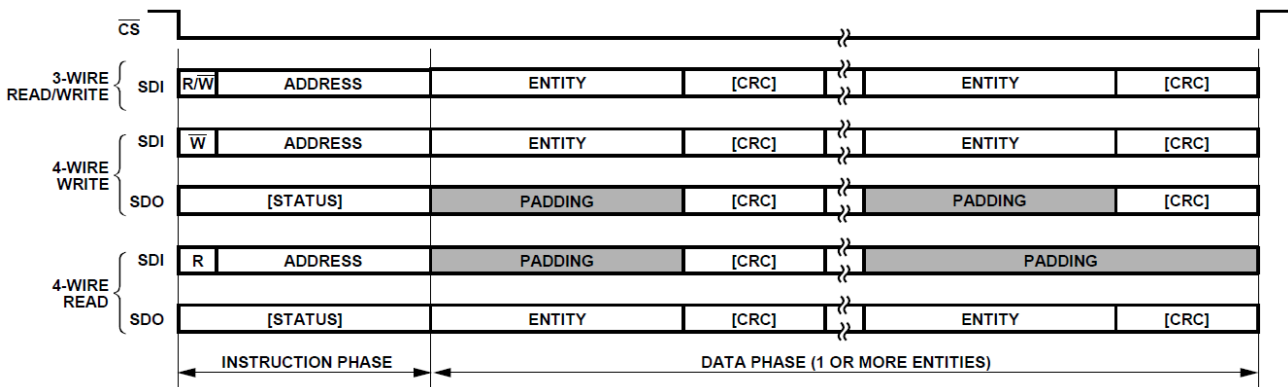 CS
3-WIRE
READ/WRITE
SDI
R/W ADDRESS ENTITY [CRC] ENTITY [CRC]
4-WIRE
WRITE
SDI
W ADDRESS ENTITY [CRC] ENTITY [CRC]
SDO
[STATUS] PADDING [CRC] PADDING [CRC]
4-WIRE
READ
SDI
R ADDRESS PADDING [CRC] PADDING
SDO
[STATUS] ENTITY [CRC] ENTITY [CRC]
INSTRUCTION PHASE DATA PHASE (1 OR MORE ENTITIES)